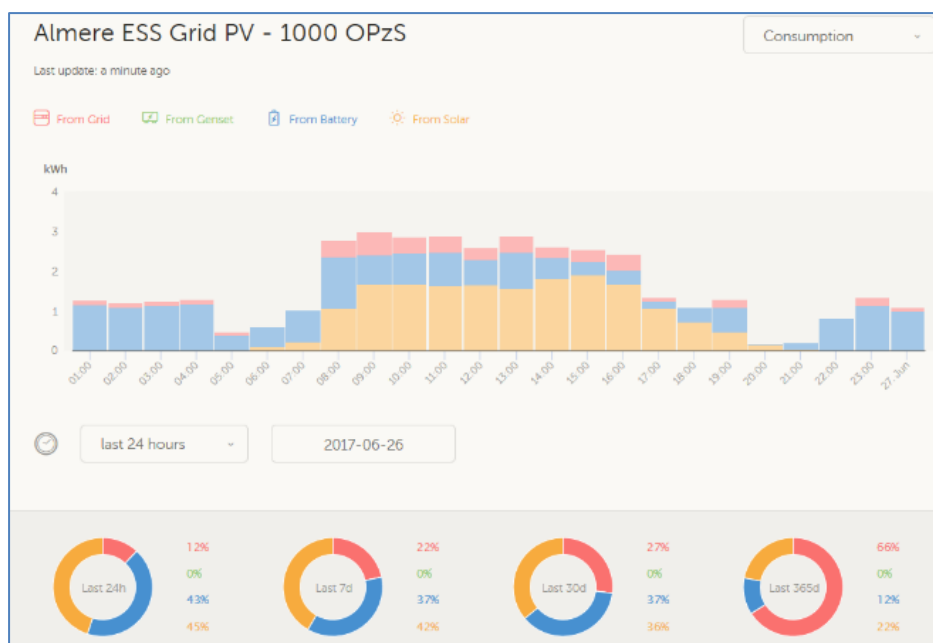 Almere ESS Grid PV - 1000 OPzS
Consumption
Last update: a minute ago
From Grid From Genset From Battery From Solar
kWh
4
3
2
1
0
01:00 02:00 03:00 04:00 05:00 06:00 07:00 08:00 09:00 10:00 11:00 12:00 13:00 14:00 15:00 16:00 17:00 18:00 19:00 20:00 21:00 22:00 23:00 27. Jun
last 24 hours 2017-06-26
Last 24h
12%
0%
43%
45%
Last 7d
22%
0%
37%
42%
Last 30d
27%
0%
37%
36%
Last 365d
66%
0%
12%
22%